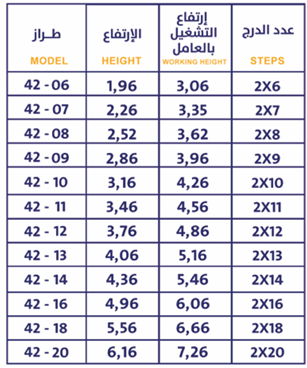 طــراز الإرتفاع إرتفاع التشغيل بالعامل عدد الدرج
MODEL HEIGHT WORKING HEIGHT STEPS
42 - 06 1,96 3,06 2X6
42 - 07 2,26 3,35 2X7
42 - 08 2,52 3,62 2X8
42 - 09 2,86 3,96 2X9
42 - 10 3,16 4,26 2X10
42 - 11 3,46 4,56 2X11
42 - 12 3,76 4,86 2X12
42 - 13 4,06 5,16 2X13
42 - 14 4,36 5,46 2X14
42 - 16 4,96 6,06 2X16
42 - 18 5,56 6,66 2X18
42 - 20 6,16 7,26 2X20